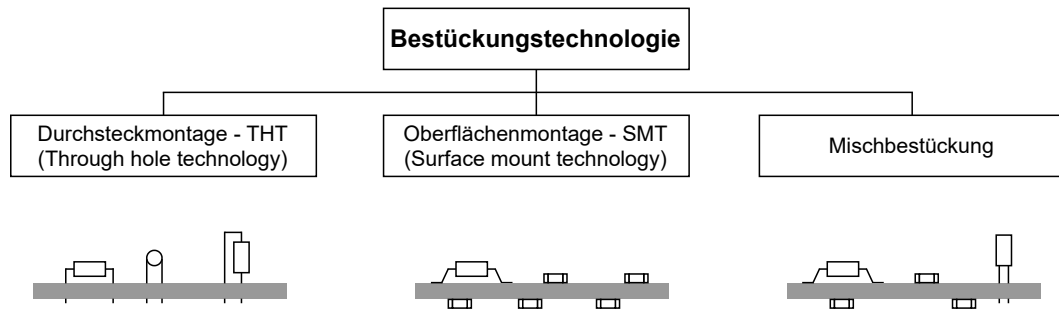 Bestückungstechnologie
Durchsteckmontage - THT
(Through hole technology)
Oberflächenmontage - SMT
(Surface mount technology)
Mischbestückung